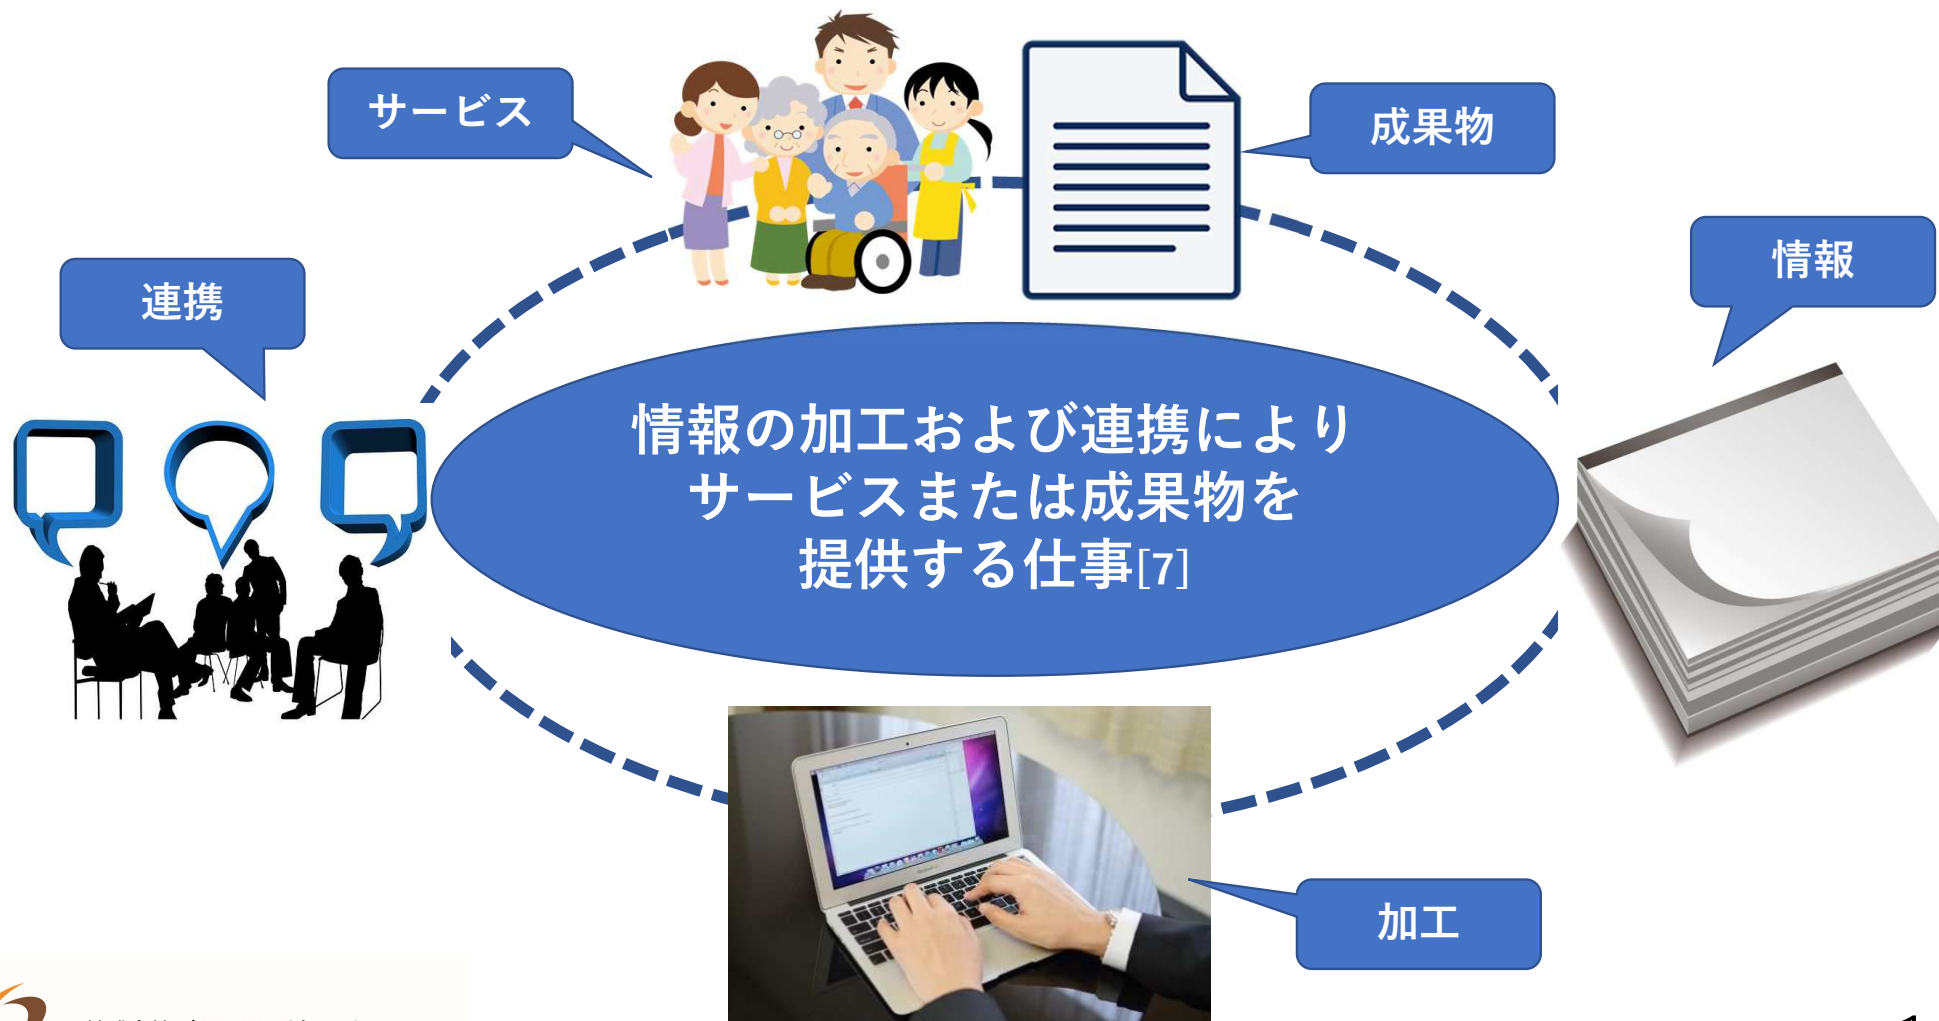 サービス
成果物
情報
連携
情報の加工および連携により
サービスまたは成果物を
提供する仕事[7]
加工